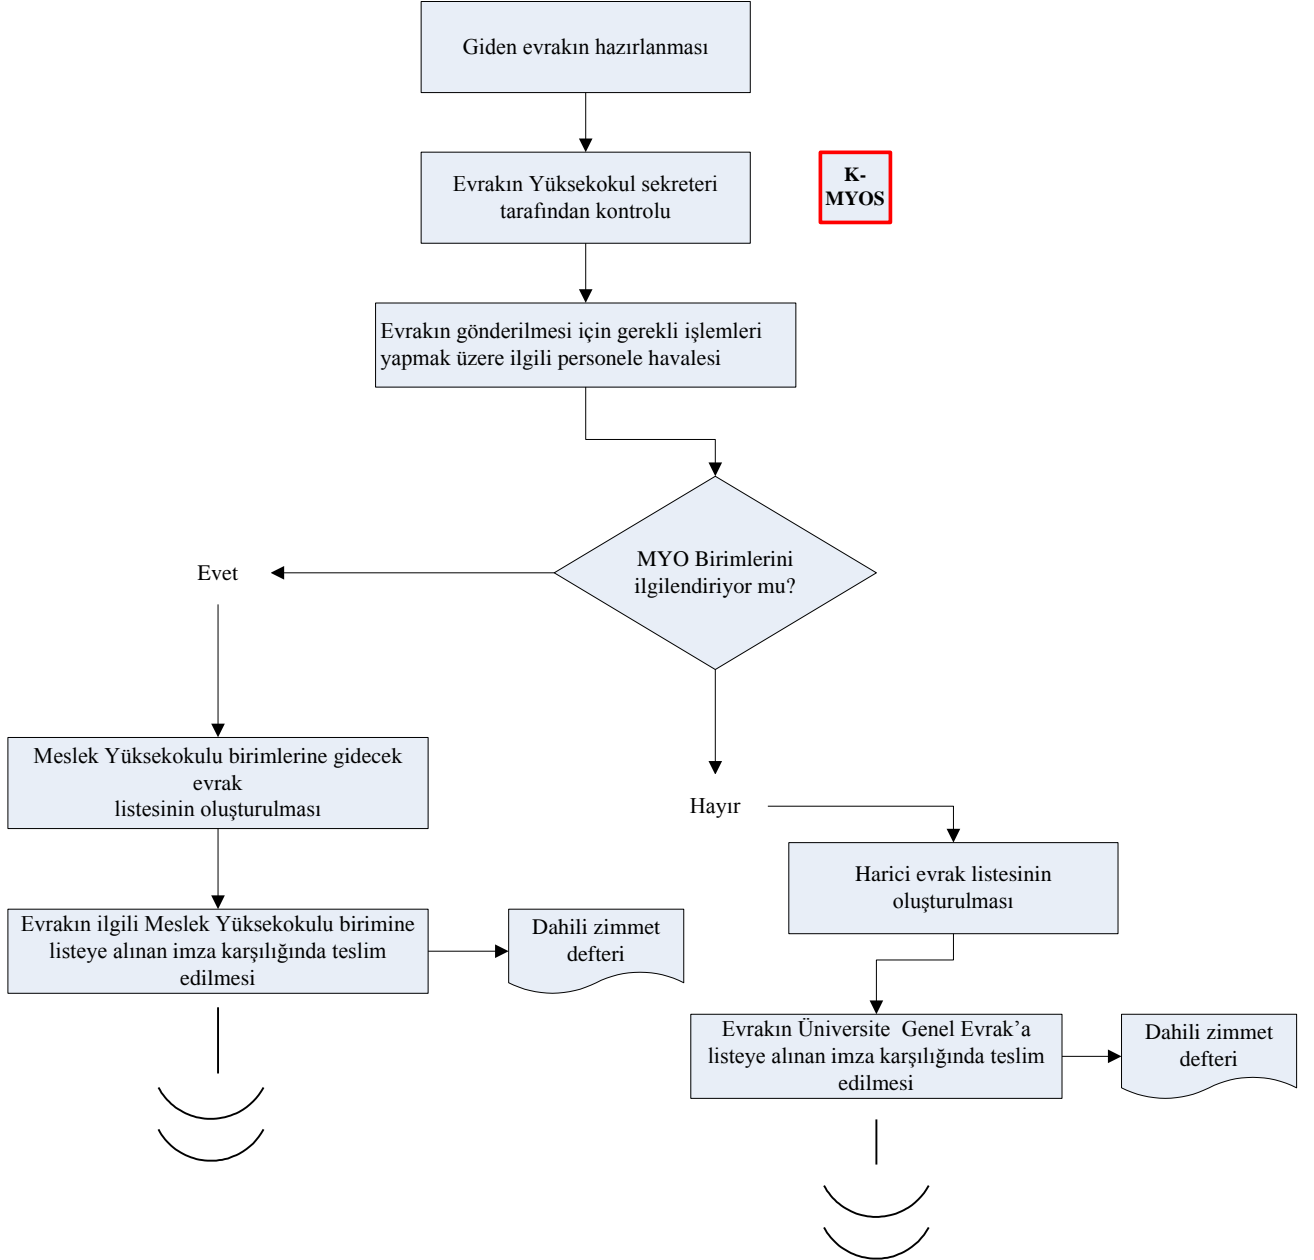 Giden evrakın hazırlanması
Evrakın Yüksekokul sekreteri
tarafından kontrolu
K-
MYOS
Evrakın gönderilmesi için gerekli işlemleri
yapmak üzere ilgili personele havalesi
MYO Birimlerini
ilgilendiriyor mu?
Evet
Meslek Yüksekokulu birimlerine gidecek
evrak
listesinin oluşturulması
Hayır
Harici evrak listesinin
oluşturulması
Evrakın ilgili Meslek Yüksekokulu birimine
listeye alınan imza karşılığında teslim
edilmesi
Dahili zimmet
defteri
Evrakın Üniversite  Genel Evrak’a
listeye alınan imza karşılığında teslim
edilmesi
Dahili zimmet
defteri